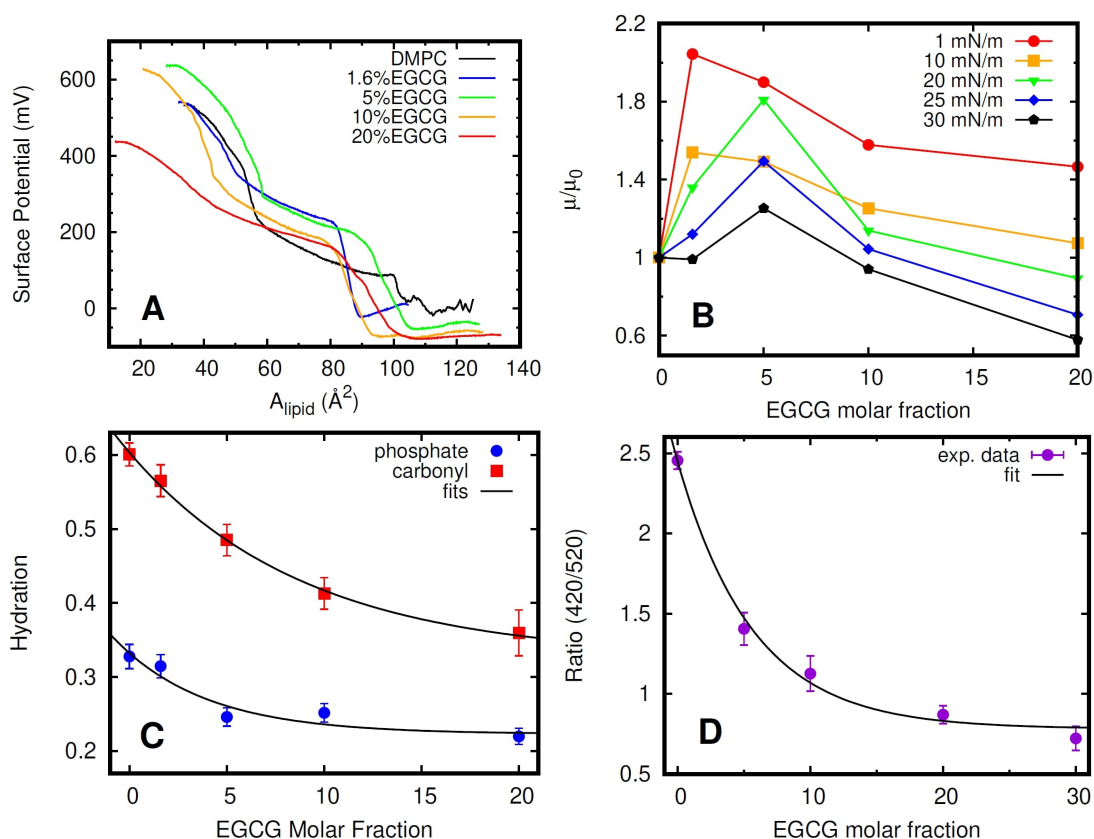 Surface Potential (mV)
600
400
200
0
DMPC
1.6%EGCG
5%EGCG
10%EGCG
20%EGCG
A
20 40 60 80 100 120 140
A_lipid (Å²)
μ/μ₀
2.2
1.8
1.4
1
0.6
1 mN/m
10 mN/m
20 mN/m
25 mN/m
30 mN/m
B
0 5 10 15 20
EGCG molar fraction
Hydration
0.6
0.5
0.4
0.3
0.2
phosphate
carbonyl
fits
C
0 5 10 15 20
EGCG Molar Fraction
Ratio (420/520)
2.5
2
1.5
1
0.5
exp. data
fit
D
0 5 10 15 20 25 30
EGCG molar fraction